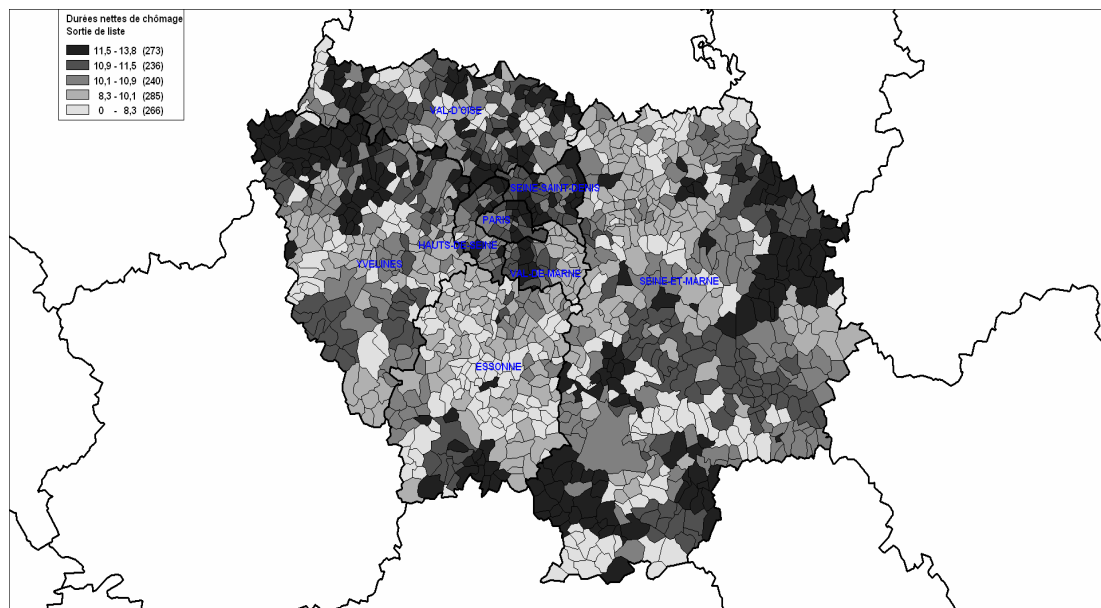 Durées nettes de chômage
Sortie de liste
11,5 - 13,8 (273)
10,9 - 11,5 (236)
10,1 - 10,9 (240)
8,3 - 10,1 (285)
0 - 8,3 (266)
VAL-D'OISE
SEINE-SAINT-DENIS
PARIS
HAUTS-DE-SEINE
YVELINES
VAL-DE-MARNE
SEINE-ET-MARNE
ESSONNE